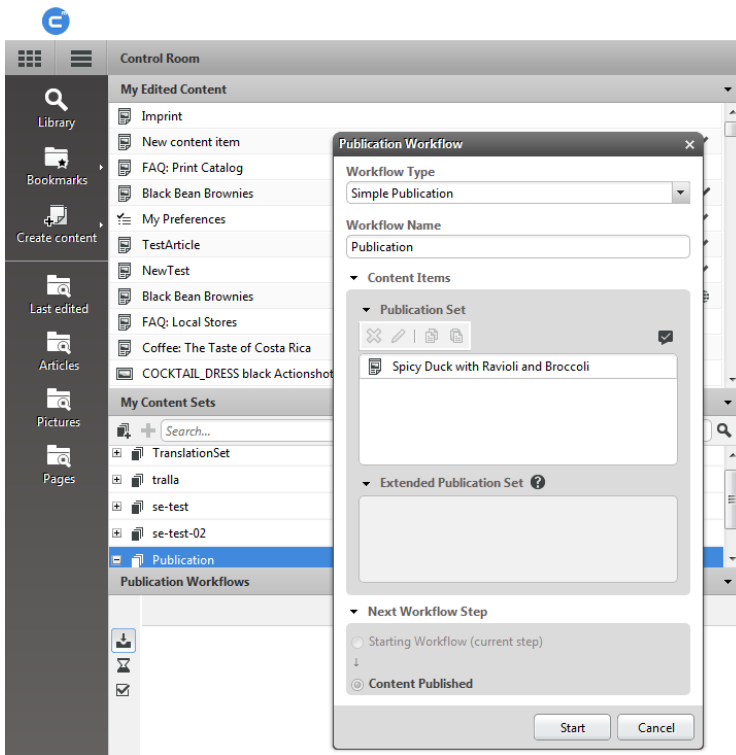 Control Room
Library
Bookmarks
Create content
Last edited
Articles
Pictures
Pages
My Edited Content
Imprint
New content item
FAQ: Print Catalog
Black Bean Brownies
My Preferences
TestArticle
NewTest
Black Bean Brownies
FAQ: Local Stores
Coffee: The Taste of Costa Rica
COCKTAIL_DRESS black Actionshot
My Content Sets
Search...
TranslationSet
tralla
se-test
se-test-02
Publication
Publication Workflows
Publication Workflow
Workflow Type
Simple Publication
Workflow Name
Publication
Content Items
Publication Set
Spicy Duck with Ravioli and Broccoli
Extended Publication Set
Next Workflow Step
Starting Workflow (current step)
Content Published
Start
Cancel